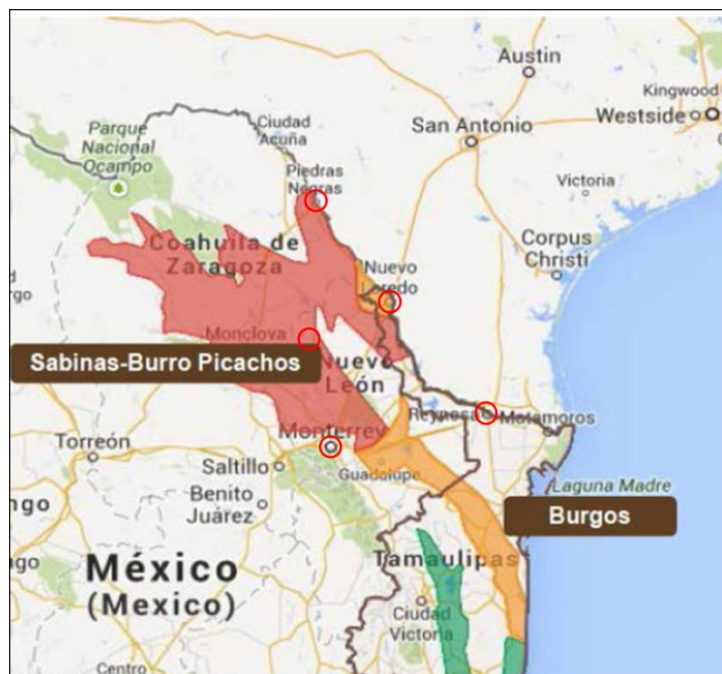 Austin
Kingwood
Westside
Ciudad
Acuña
San Antonio
Parque
Nacional
Ocampo
Piedras
Negras
Victoria
Coahuila de
Zaragoza
Nuevo
Laredo
Corpus
Christi
Monclova
Sabinas-Burro Picachos
Nuevo
León
Reynosa
Matamoros
Monterrey
Torreón
Saltillo
Guadalupe
Laguna Madre
Benito
Juárez
Burgos
ngo
México
(Mexico)
Tamaulipas
Ciudad
Victoria
ngo
Centro